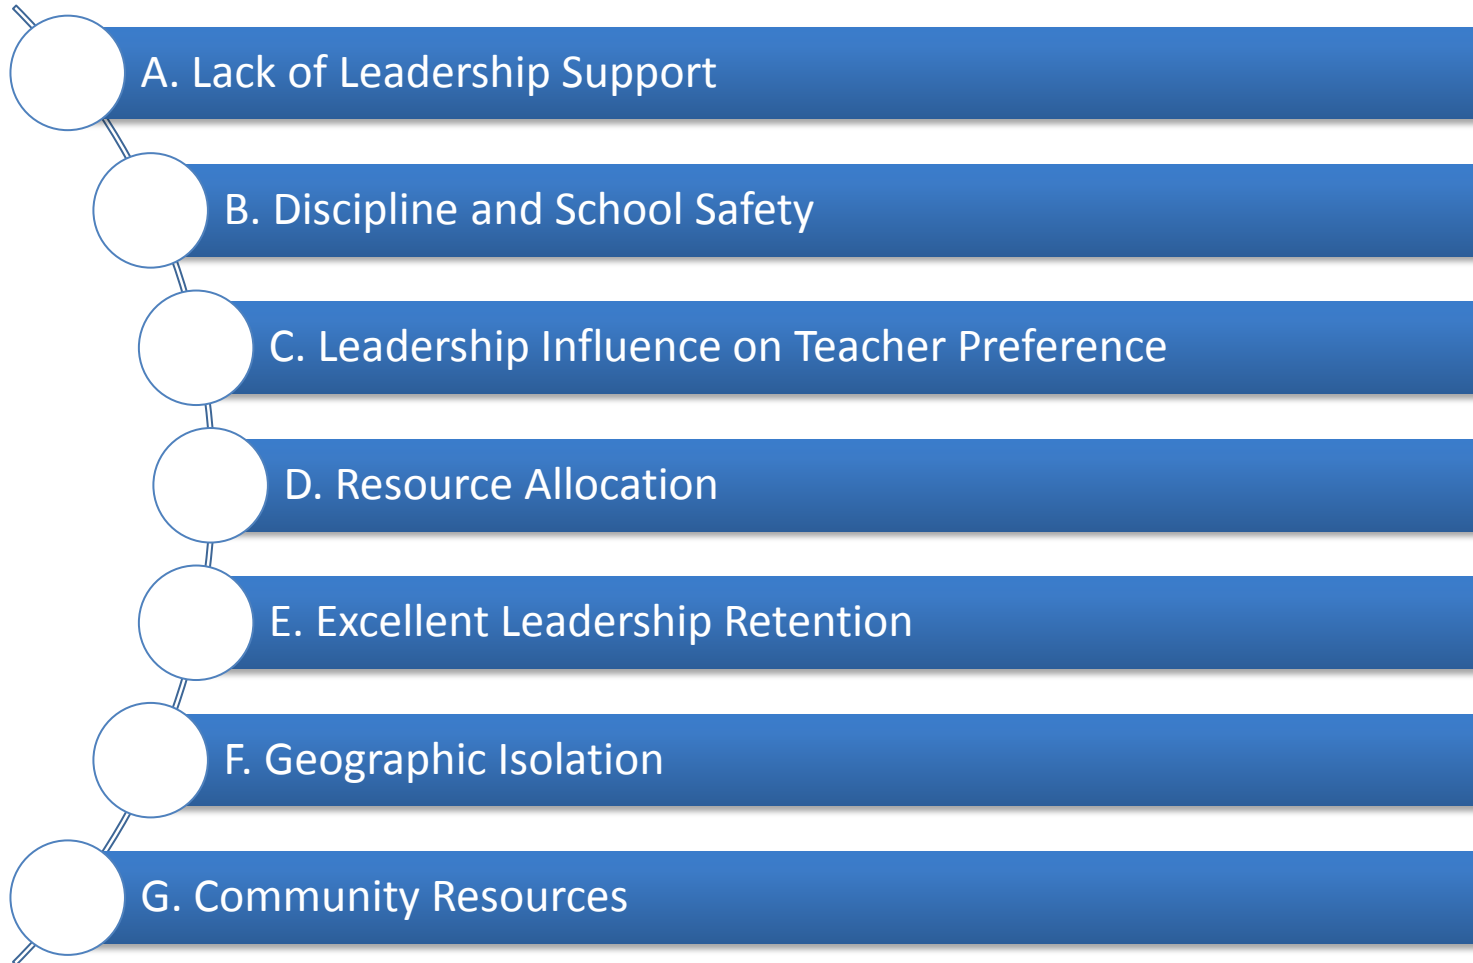 A. Lack of Leadership Support
B. Discipline and School Safety
C. Leadership Influence on Teacher Preference
D. Resource Allocation
E. Excellent Leadership Retention
F. Geographic Isolation
G. Community Resources